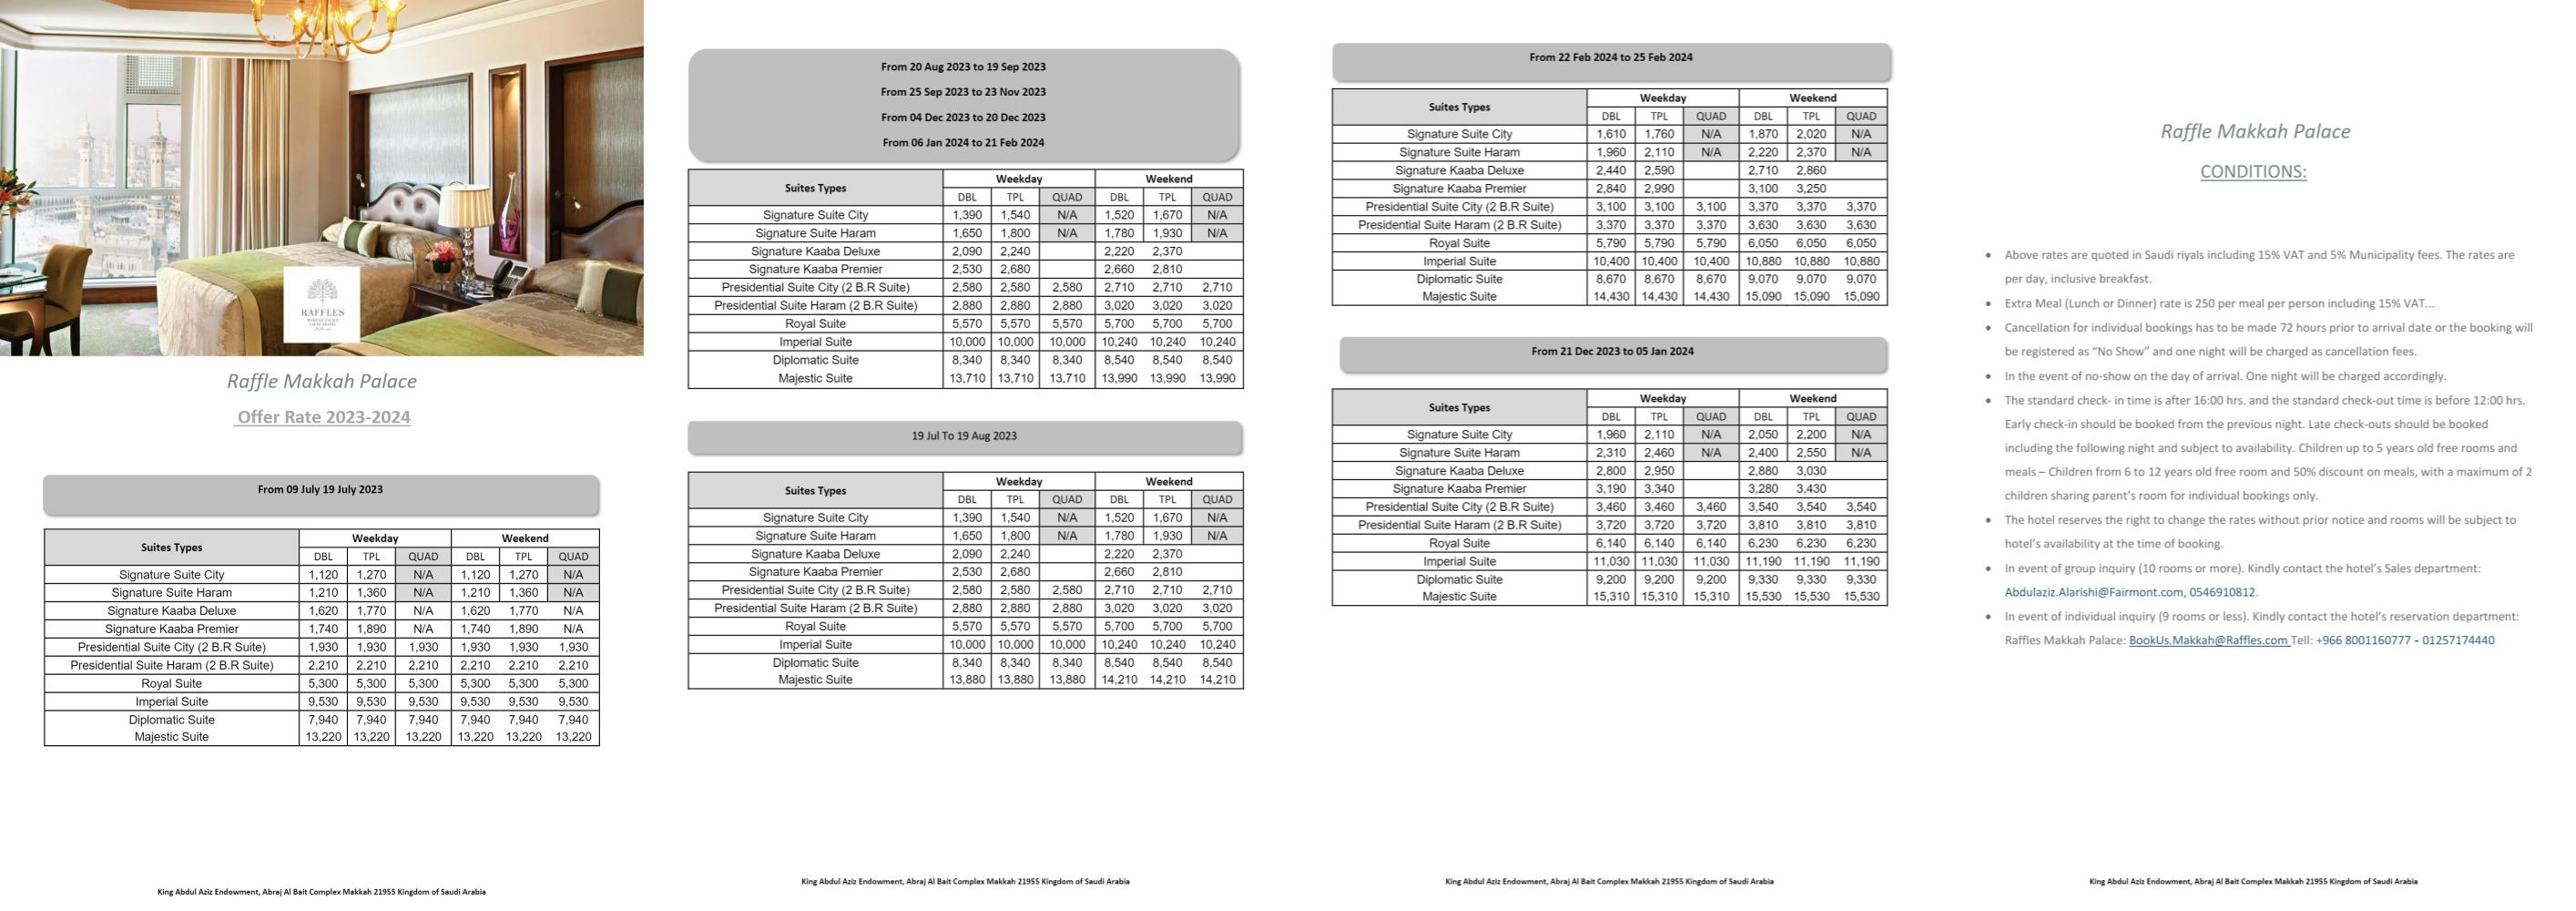 RAFFLES
Raffle Makkah Palace
Offer Rate 2023-2024
From 09 July 19 July 2023
Suites Types Weekday Weekend
DBL TPL QUAD DBL TPL QUAD
Signature Suite City 1,120 1,270 N/A 1,120 1,270 N/A
Signature Suite Haram 1,210 1,360 N/A 1,210 1,360 N/A
Signature Kaaba Deluxe 1,620 1,770 N/A 1,620 1,770 N/A
Signature Kaaba Premier 1,740 1,890 N/A 1,740 1,890 N/A
Presidential Suite City (2 B.R Suite) 1,930 1,930 1,930 1,930 1,930 1,930
Presidential Suite Haram (2 B.R Suite) 2,210 2,210 2,210 2,210 2,210 2,210
Royal Suite 5,300 5,300 5,300 5,300 5,300 5,300
Imperial Suite 9,530 9,530 9,530 9,530 9,530 9,530
Diplomatic Suite 7,940 7,940 7,940 7,940 7,940 7,940
Majestic Suite 13,220 13,220 13,220 13,220 13,220 13,220
King Abdul Aziz Endowment, Abraj Al Bait Complex Makkah 21955 Kingdom of Saudi Arabia
From 20 Aug 2023 to 19 Sep 2023
From 25 Sep 2023 to 23 Nov 2023
From 04 Dec 2023 to 20 Dec 2023
From 06 Jan 2024 to 21 Feb 2024
Suites Types Weekday Weekend
DBL TPL QUAD DBL TPL QUAD
Signature Suite City 1,390 1,540 N/A 1,520 1,670 N/A
Signature Suite Haram 1,650 1,800 N/A 1,780 1,930 N/A
Signature Kaaba Deluxe 2,090 2,240 2,220 2,370
Signature Kaaba Premier 2,530 2,680 2,660 2,810
Presidential Suite City (2 B.R Suite) 2,580 2,580 2,580 2,710 2,710 2,710
Presidential Suite Haram (2 B.R Suite) 2,880 2,880 2,880 3,020 3,020 3,020
Royal Suite 5,570 5,570 5,570 5,700 5,700 5,700
Imperial Suite 10,000 10,000 10,000 10,240 10,240 10,240
Diplomatic Suite 8,340 8,340 8,340 8,540 8,540 8,540
Majestic Suite 13,710 13,710 13,710 13,990 13,990 13,990
19 Jul To 19 Aug 2023
Suites Types Weekday Weekend
DBL TPL QUAD DBL TPL QUAD
Signature Suite City 1,390 1,540 N/A 1,520 1,670 N/A
Signature Suite Haram 1,650 1,800 N/A 1,780 1,930 N/A
Signature Kaaba Deluxe 2,090 2,240 2,220 2,370
Signature Kaaba Premier 2,530 2,680 2,660 2,810
Presidential Suite City (2 B.R Suite) 2,580 2,580 2,580 2,710 2,710 2,710
Presidential Suite Haram (2 B.R Suite) 2,880 2,880 2,880 3,020 3,020 3,020
Royal Suite 5,570 5,570 5,570 5,700 5,700 5,700
Imperial Suite 10,000 10,000 10,000 10,240 10,240 10,240
Diplomatic Suite 8,340 8,340 8,340 8,540 8,540 8,540
Majestic Suite 13,880 13,880 13,880 14,210 14,210 14,210
King Abdul Aziz Endowment, Abraj Al Bait Complex Makkah 21955 Kingdom of Saudi Arabia
From 22 Feb 2024 to 25 Feb 2024
Suites Types Weekday Weekend
DBL TPL QUAD DBL TPL QUAD
Signature Suite City 1,610 1,760 N/A 1,870 2,020 N/A
Signature Suite Haram 1,960 2,110 N/A 2,220 2,370 N/A
Signature Kaaba Deluxe 2,440 2,590 2,710 2,860
Signature Kaaba Premier 2,840 2,990 3,100 3,250
Presidential Suite City (2 B.R Suite) 3,100 3,100 3,100 3,370 3,370 3,370
Presidential Suite Haram (2 B.R Suite) 3,370 3,370 3,370 3,630 3,630 3,630
Royal Suite 5,790 5,790 5,790 6,050 6,050 6,050
Imperial Suite 10,400 10,400 10,400 10,880 10,880 10,880
Diplomatic Suite 8,670 8,670 8,670 9,070 9,070 9,070
Majestic Suite 14,430 14,430 14,430 15,090 15,090 15,090
From 21 Dec 2023 to 05 Jan 2024
Suites Types Weekday Weekend
DBL TPL QUAD DBL TPL QUAD
Signature Suite City 1,960 2,110 N/A 2,050 2,200 N/A
Signature Suite Haram 2,310 2,460 N/A 2,400 2,550 N/A
Signature Kaaba Deluxe 2,800 2,950 2,880 3,030
Signature Kaaba Premier 3,190 3,340 3,280 3,430
Presidential Suite City (2 B.R Suite) 3,460 3,460 3,460 3,540 3,540 3,540
Presidential Suite Haram (2 B.R Suite) 3,720 3,720 3,720 3,810 3,810 3,810
Royal Suite 6,140 6,140 6,140 6,230 6,230 6,230
Imperial Suite 11,030 11,030 11,030 11,190 11,190 11,190
Diplomatic Suite 9,200 9,200 9,200 9,330 9,330 9,330
Majestic Suite 15,310 15,310 15,310 15,530 15,530 15,530
King Abdul Aziz Endowment, Abraj Al Bait Complex Makkah 21955 Kingdom of Saudi Arabia
Raffle Makkah Palace
CONDITIONS:
• Above rates are quoted in Saudi riyals including 15% VAT and 5% Municipality fees. The rates are
per day, inclusive breakfast.
• Extra Meal (Lunch or Dinner) rate is 250 per meal per person including 15% VAT...
• Cancellation for individual bookings has to be made 72 hours prior to arrival date or the booking will
be registered as “No Show” and one night will be charged as cancellation fees.
• In the event of no-show on the day of arrival. One night will be charged accordingly.
• The standard check- in time is after 16:00 hrs. and the standard check-out time is before 12:00 hrs.
Early check-in should be booked from the previous night. Late check-outs should be booked
including the following night and subject to availability. Children up to 5 years old free rooms and
meals – Children from 6 to 12 years old free room and 50% discount on meals, with a maximum of 2
children sharing parent’s room for individual bookings only.
• The hotel reserves the right to change the rates without prior notice and rooms will be subject to
hotel’s availability at the time of booking.
• In event of group inquiry (10 rooms or more). Kindly contact the hotel’s Sales department:
Abdulaziz.Alarishi@Fairmont.com, 0546910812.
• In event of individual inquiry (9 rooms or less). Kindly contact the hotel’s reservation department:
Raffles Makkah Palace: BookUs.Makkah@Raffles.com Tell: +966 8001160777 - 01257174440
King Abdul Aziz Endowment, Abraj Al Bait Complex Makkah 21955 Kingdom of Saudi Arabia